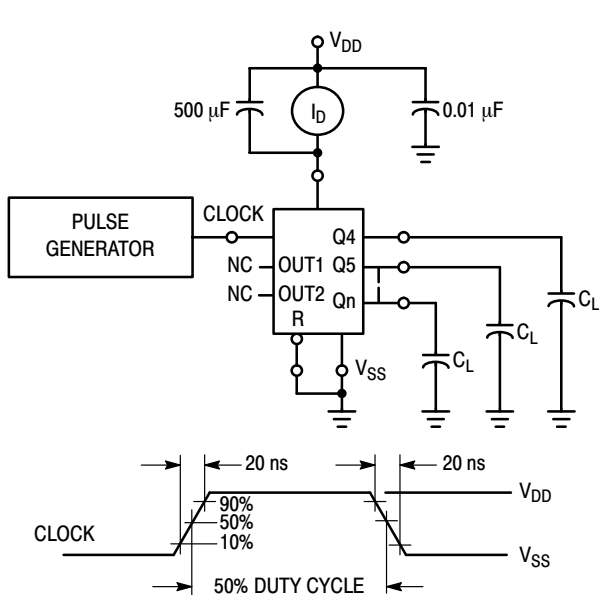 V_DD
500 μF
I_D
0.01 μF
PULSE
GENERATOR
CLOCK
Q4
NC
OUT1
Q5
NC
OUT2
Qn
R
C_L
C_L
C_L
V_SS
20 ns
20 ns
90%
50%
10%
V_DD
CLOCK
V_SS
50% DUTY CYCLE